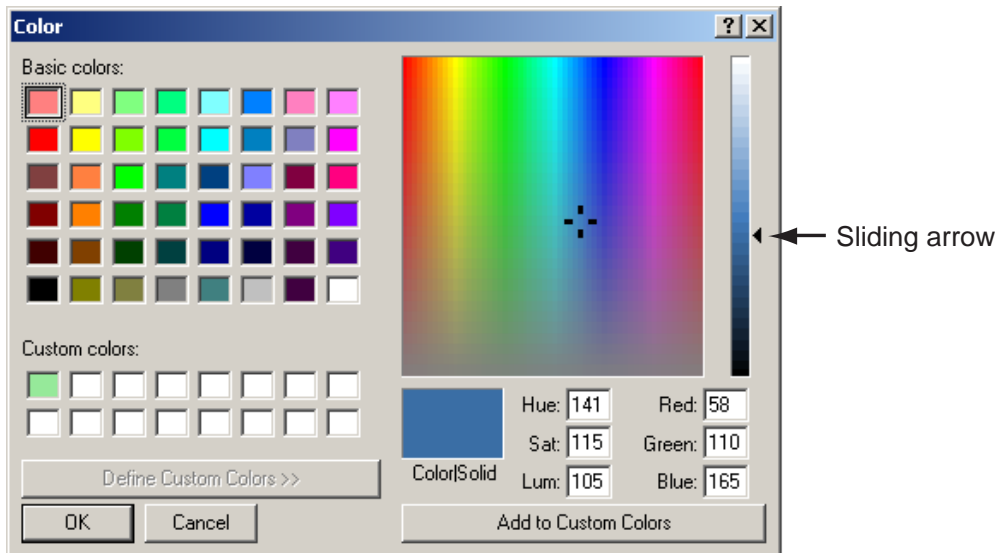 Color
Basic colors:
Custom colors:
Define Custom Colors >>
OK Cancel
Sliding arrow
Hue: 141 Red: 58
Sat: 115 Green: 110
Color|Solid Lum: 105 Blue: 165
Add to Custom Colors